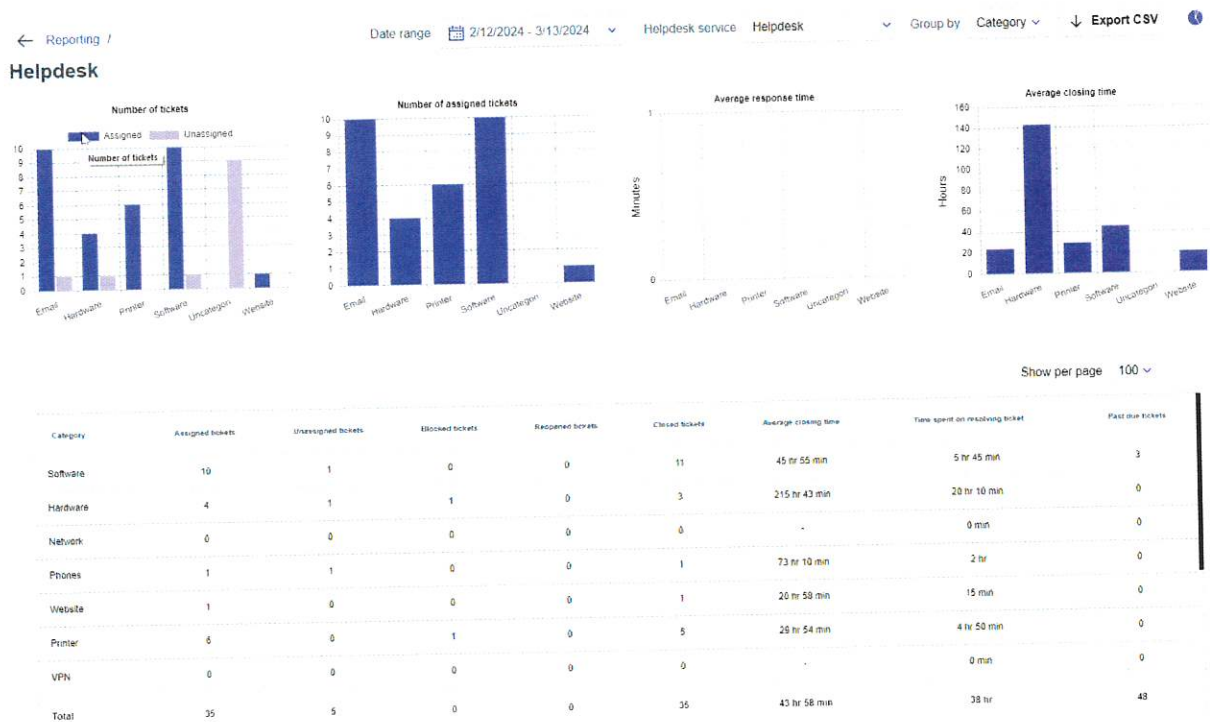 ← Reporting /
Date range 2/12/2024 - 3/13/2024
Helpdesk service Helpdesk
Group by Category
Export CSV
Helpdesk
Number of tickets
Assigned Unassigned
Number of tickets
10
9
8
7
6
5
4
3
2
1
0
Email Hardware Printer Software Uncategori Website
Number of assigned tickets
10
9
8
7
6
5
4
3
2
1
0
Email Hardware Printer Software Uncategori Website
Average response time
Minutes
1
0
Email Hardware Printer Software Uncategori Website
Average closing time
Hours
160
140
120
100
80
60
40
20
0
Email Hardware Printer Software Uncategori Website
Show per page 100
Category Assigned tickets Unassigned tickets Blocked tickets Reopened tickets Closed tickets Average closing time Time spent on resolving ticket Past due tickets
Software 10 1 0 0 11 45 hr 55 min 5 hr 45 min 3
Hardware 4 1 1 0 3 215 hr 43 min 20 hr 10 min 0
Network 0 0 0 0 0 - 0 min 0
Phones 1 1 0 0 1 73 hr 10 min 2 hr 0
Website 1 0 0 0 1 20 hr 58 min 15 min 0
Printer 6 0 1 0 5 29 hr 54 min 4 hr 50 min 0
VPN 0 0 0 0 0 - 0 min 0
Total 35 5 0 0 35 43 hr 58 min 38 hr 48